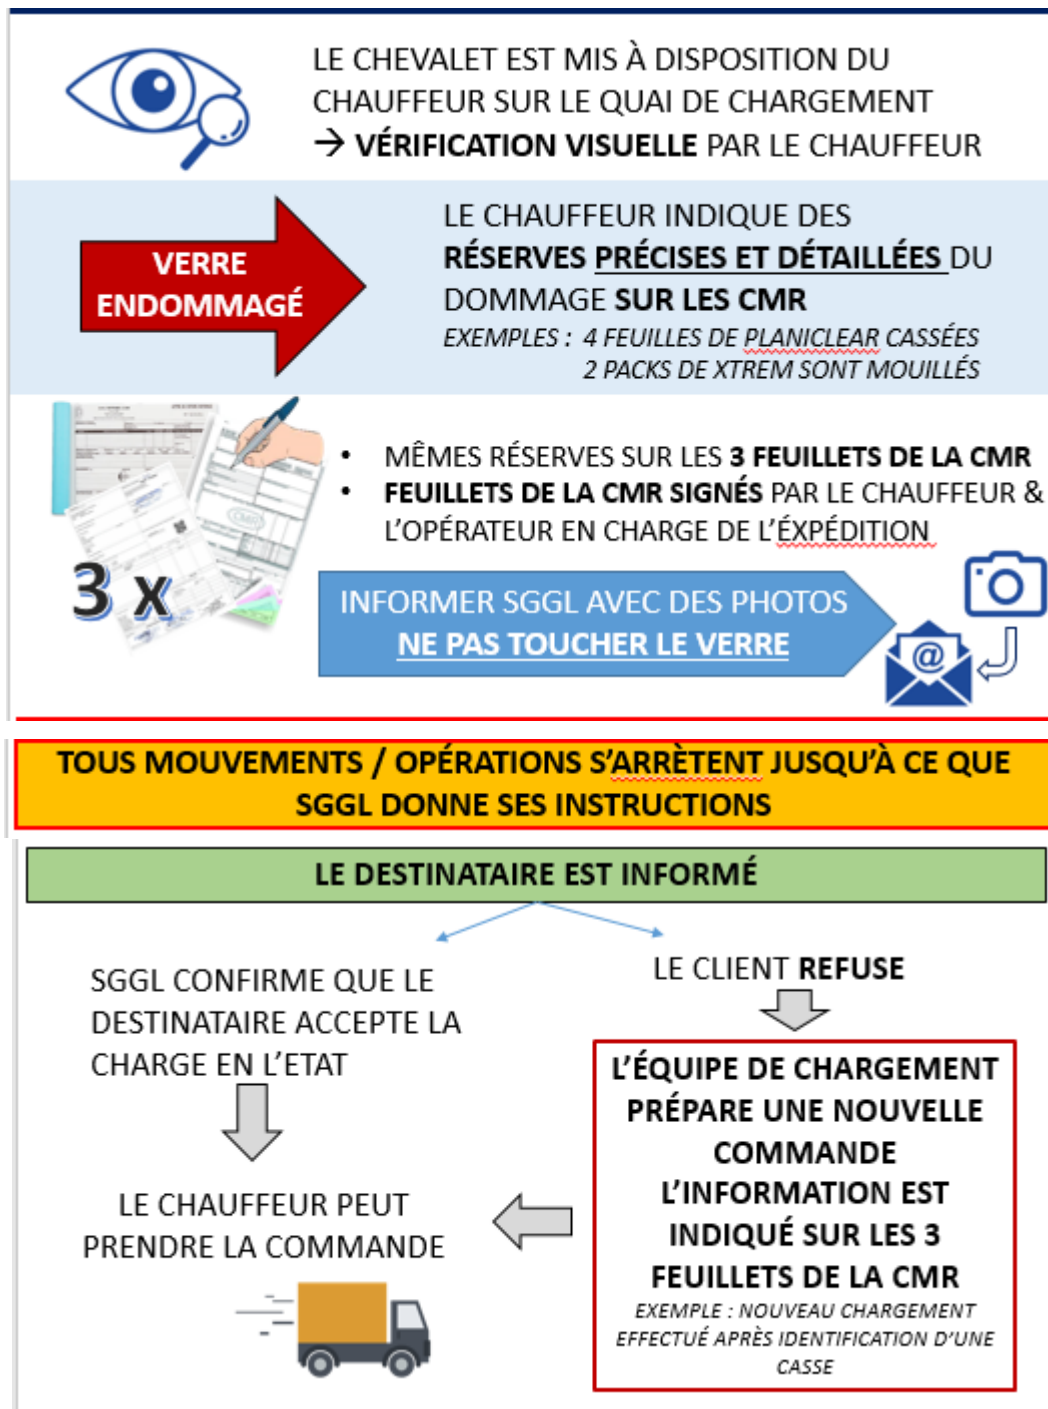 LE CHEVALET EST MIS À DISPOSITION DU
CHAUFFEUR SUR LE QUAI DE CHARGEMENT
→ VÉRIFICATION VISUELLE PAR LE CHAUFFEUR
VERRE
ENDOMMAGÉ
LE CHAUFFEUR INDIQUE DES
RÉSERVES PRÉCISES ET DÉTAILLÉES DU
DOMMAGE SUR LES CMR
EXEMPLES : 4 FEUILLES DE PLANICLEAR CASSÉES
2 PACKS DE XTREM SONT MOUILLÉS
3 x
• MÊMES RÉSERVES SUR LES 3 FEUILLETS DE LA CMR
• FEUILLETS DE LA CMR SIGNÉS PAR LE CHAUFFEUR &
L'OPÉRATEUR EN CHARGE DE L'ÉXPÉDITION
INFORMER SGGL AVEC DES PHOTOS
NE PAS TOUCHER LE VERRE
@
TOUS MOUVEMENTS / OPÉRATIONS S'ARRÈTENT JUSQU'À CE QUE
SGGL DONNE SES INSTRUCTIONS
LE DESTINATAIRE EST INFORMÉ
SGGL CONFIRME QUE LE
DESTINATAIRE ACCEPTE LA
CHARGE EN L'ETAT
LE CHAUFFEUR PEUT
PRENDRE LA COMMANDE
LE CLIENT REFUSE
L'ÉQUIPE DE CHARGEMENT
PRÉPARE UNE NOUVELLE
COMMANDE
L'INFORMATION EST
INDIQUÉ SUR LES 3
FEUILLETS DE LA CMR
EXEMPLE : NOUVEAU CHARGEMENT
EFFECTUÉ APRÈS IDENTIFICATION D'UNE
CASSE